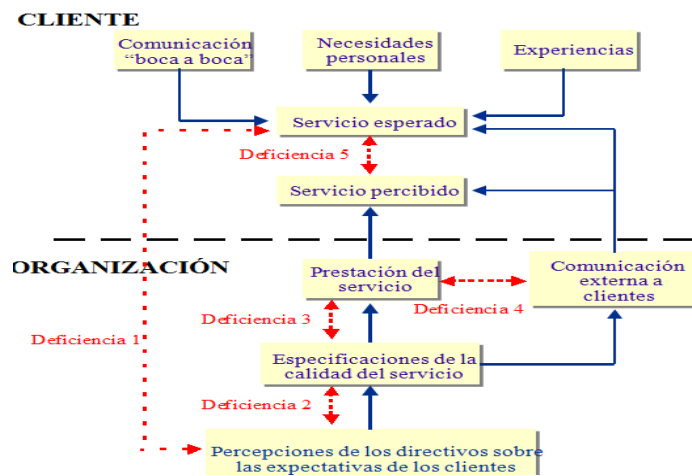 CLIENTE
Comunicación
“boca a boca”
Necesidades
personales
Experiencias
Servicio esperado
Deficiencia 5
Servicio percibido
ORGANIZACIÓN
Prestación del
servicio
Comunicación
externa a
clientes
Deficiencia 3
Deficiencia 4
Deficiencia 1
Especificaciones de la
calidad del servicio
Deficiencia 2
Percepciones de los directivos sobre
las expectativas de los clientes